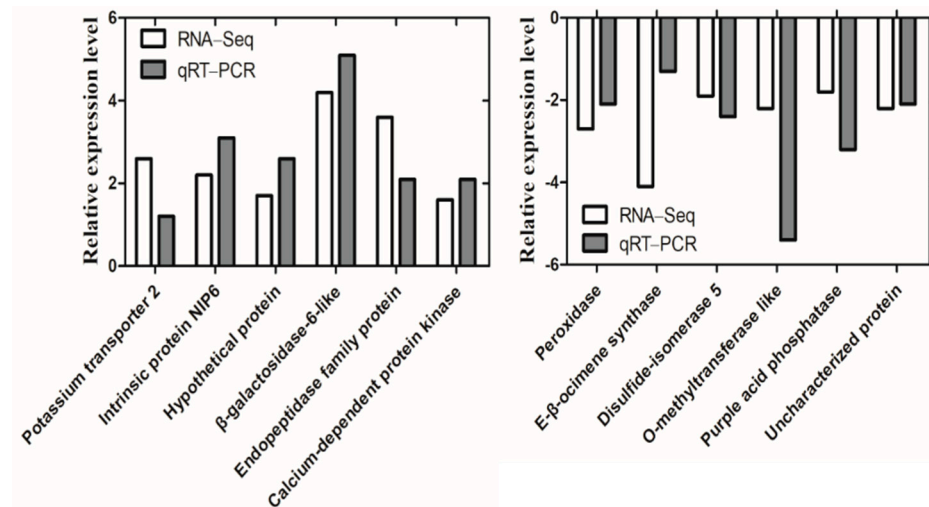 Relative expression level
6
4
2
0
RNA–Seq
qRT–PCR
Potassium transporter 2
Intrinsic protein NIP6
Hypothetical protein
β-galactosidase-6-like
Endopeptidase family protein
Calcium-dependent protein kinase
Relative expression level
0
-2
-4
-6
RNA–Seq
qRT–PCR
Peroxidase
E-β-ocimene synthase
Disulfide-isomerase 5
O-methyltransferase like
Purple acid phosphatase
Uncharacterized protein